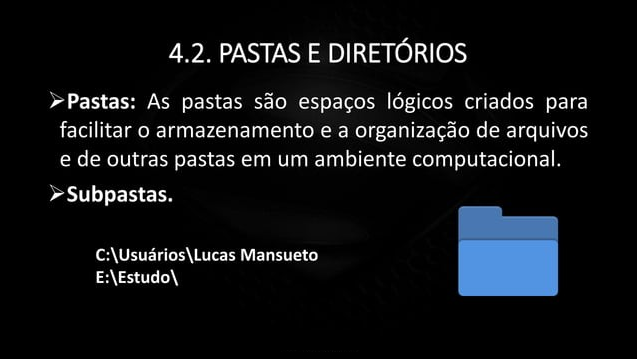 4.2. PASTAS E DIRETÓRIOS
➢Pastas: As pastas são espaços lógicos criados para
facilitar o armazenamento e a organização de arquivos
e de outras pastas em um ambiente computacional.
➢Subpastas.
C:\Usuários\Lucas Mansueto
E:\Estudo\